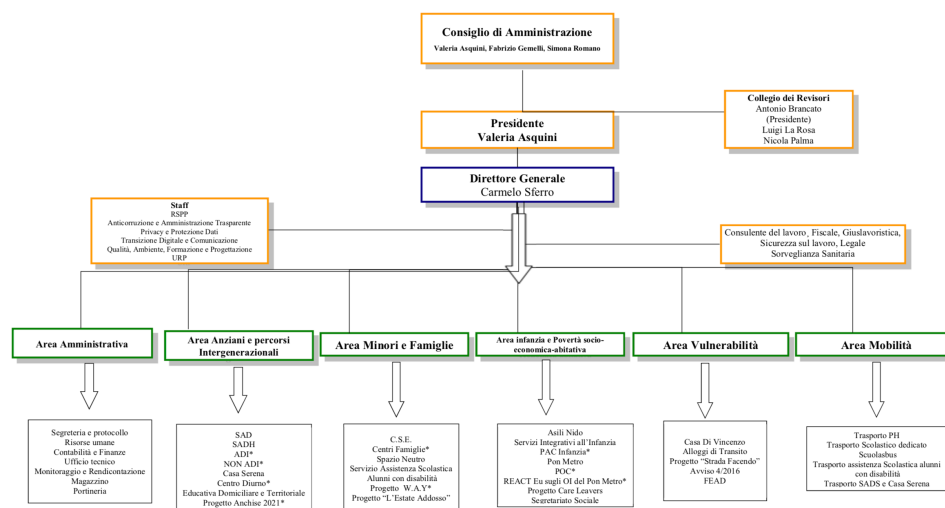 Consiglio di Amministrazione
Valeria Asquini, Fabrizio Gemelli, Simona Romano
Collegio dei Revisori
Antonio Brancato
(Presidente)
Luigi La Rosa
Nicola Palma
Presidente
Valeria Asquini
Direttore Generale
Carmelo Sferro
Staff
RSPP
Anticorruzione e Amministrazione Trasparente
Privacy e Protezione Dati
Transizione Digitale e Comunicazione
Qualità, Ambiente, Formazione e Progettazione
URP
Consulente del lavoro, Fiscale, Giuslavoristica,
Sicurezza sul lavoro, Legale
Sorveglianza Sanitaria
Area Amministrativa
Area Anziani e percorsi
Intergenerazionali
Area Minori e Famiglie
Area infanzia e Povertà socio-
economica-abitativa
Area Vulnerabilità
Area Mobilità
Segreteria e protocollo
Risorse umane
Contabilità e Finanze
Ufficio tecnico
Monitoraggio e Rendicontazione
Magazzino
Portineria
SAD
SADH
ADI*
NON ADI*
Casa Serena
Centro Diurno*
Educativa Domiciliare e Territoriale
Progetto Anchise 2021*
C.S.E.
Centri Famiglie*
Spazio Neutro
Servizio Assistenza Scolastica
Alunni con disabilità
Progetto W.A.Y*
Progetto “L’Estate Addosso”
Asili Nido
Servizi Integrativi all’Infanzia
PAC Infanzia*
Pon Metro
POC*
REACT Eu sugli OI del Pon Metro*
Progetto Care Leavers
Segretariato Sociale
Casa Di Vincenzo
Alloggi di Transito
Progetto “Strada Facendo”
Avviso 4/2016
FEAD
Trasporto PH
Trasporto Scolastico dedicato
Scuolasbus
Trasporto assistenza Scolastica alunni
con disabilità
Trasporto SADS e Casa Serena